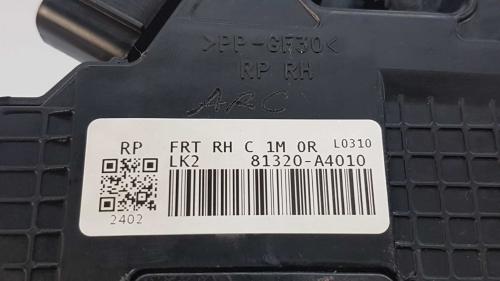 >PP-GF30<
RP RH
ARC
RP FRT RH C 1M 0R L0310
LK2 81320-A4010
2402